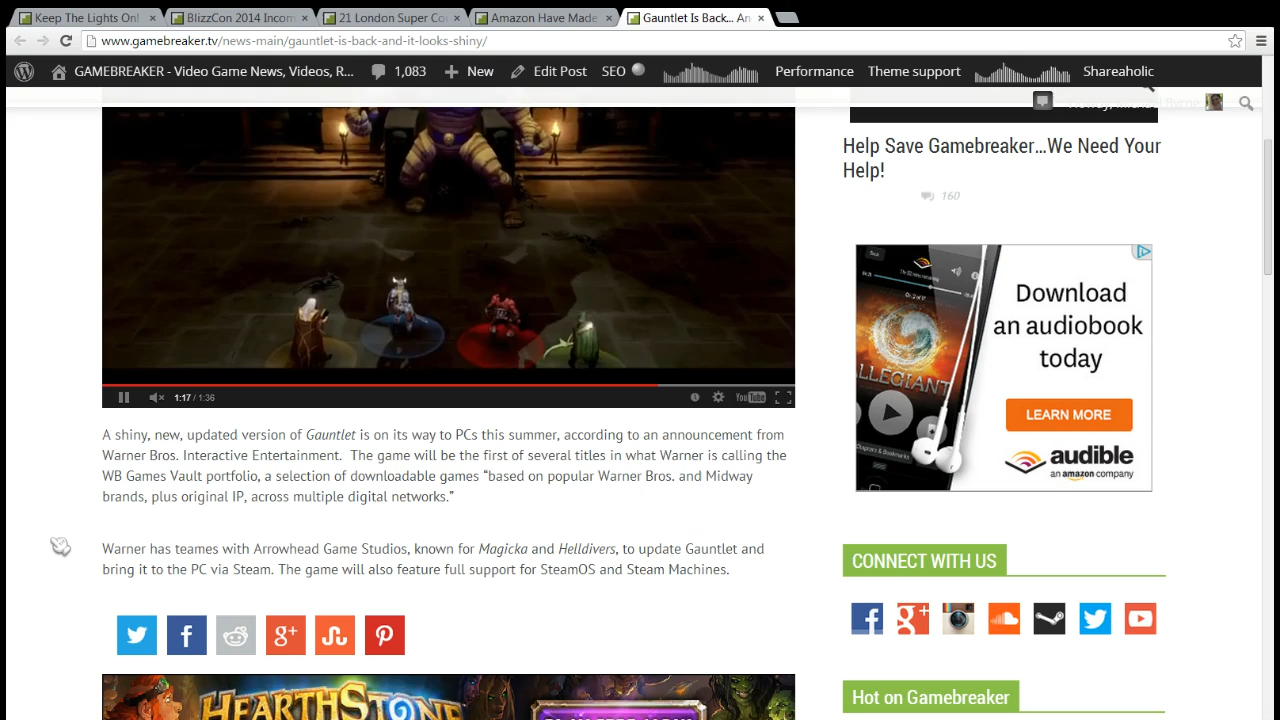 Keep The Lights On!
BlizzCon 2014 Incom
21 London Super Co
Amazon Have Made
Gauntlet Is Back... An
www.gamebreaker.tv/news-main/gauntlet-is-back-and-it-looks-shiny/
GAMEBREAKER - Video Game News, Videos, R...
1,083
New
Edit Post
SEO
Performance
Theme support
Shareaholic
Help Save Gamebreaker...We Need Your
Help!
160
Back
ALLEGIANT
Chapters & Bookmarks
Download
an audiobook
today
LEARN MORE
audible
an amazon company
1:17 / 1:36
YouTube
A shiny, new, updated version of Gauntlet is on its way to PCs this summer, according to an announcement from
Warner Bros. Interactive Entertainment. The game will be the first of several titles in what Warner is calling the
WB Games Vault portfolio, a selection of downloadable games “based on popular Warner Bros. and Midway
brands, plus original IP, across multiple digital networks.”
Warner has teames with Arrowhead Game Studios, known for Magicka and Helldivers, to update Gauntlet and
bring it to the PC via Steam. The game will also feature full support for SteamOS and Steam Machines.
CONNECT WITH US
HEARTHSTONE
Hot on Gamebreaker